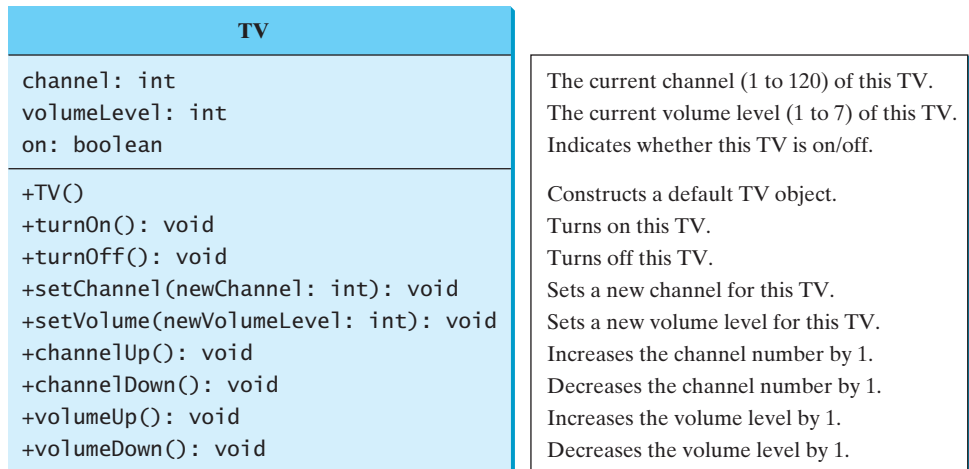 TV
channel: int
volumeLevel: int
on: boolean
+TV()
+turnOn(): void
+turnOff(): void
+setChannel(newChannel: int): void
+setVolume(newVolumeLevel: int): void
+channelUp(): void
+channelDown(): void
+volumeUp(): void
+volumeDown(): void
The current channel (1 to 120) of this TV.
The current volume level (1 to 7) of this TV.
Indicates whether this TV is on/off.
Constructs a default TV object.
Turns on this TV.
Turns off this TV.
Sets a new channel for this TV.
Sets a new volume level for this TV.
Increases the channel number by 1.
Decreases the channel number by 1.
Increases the volume level by 1.
Decreases the volume level by 1.